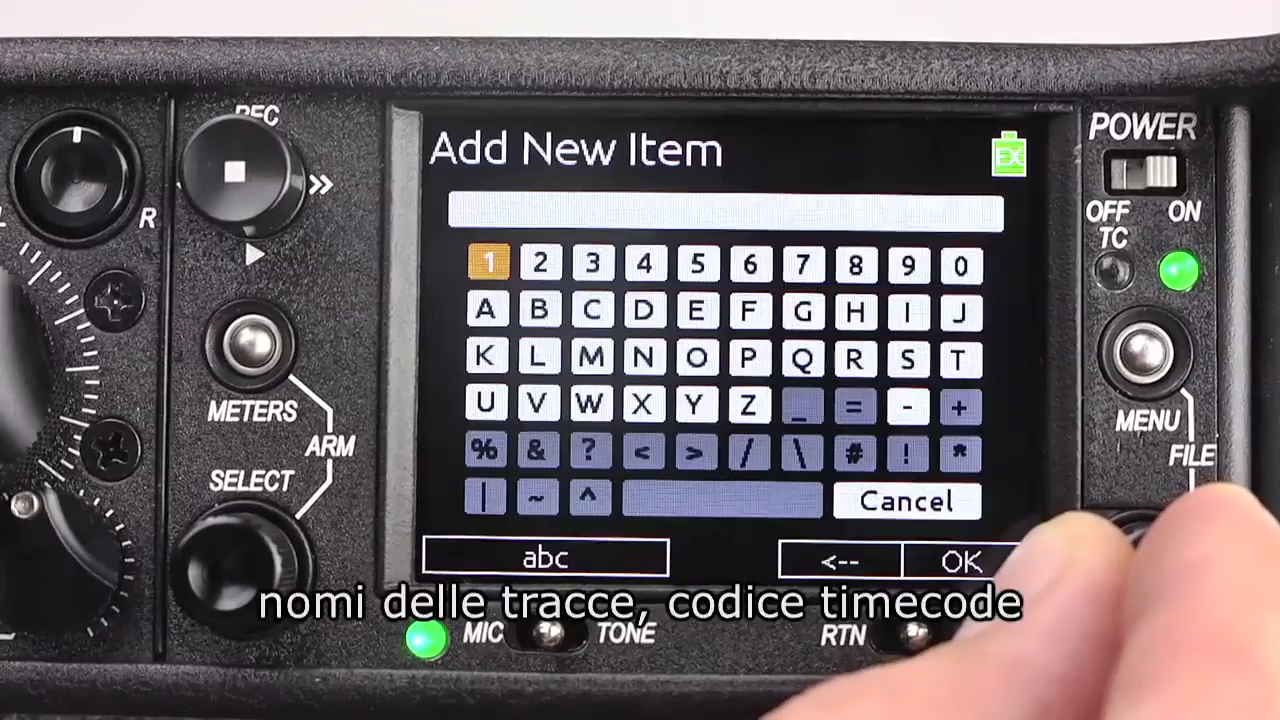 REC
L
R
METERS
ARM
SELECT
Add New Item
EX
1 2 3 4 5 6 7 8 9 0
A B C D E F G H I J
K L M N O P Q R S T
U V W X Y Z _ = - +
% & ? < > / \ # ! *
| ~ ^ Cancel
abc <-- OK
POWER
OFF ON
TC
MENU
FILE
nomi delle tracce, codice timecode
MIC TONE RTN